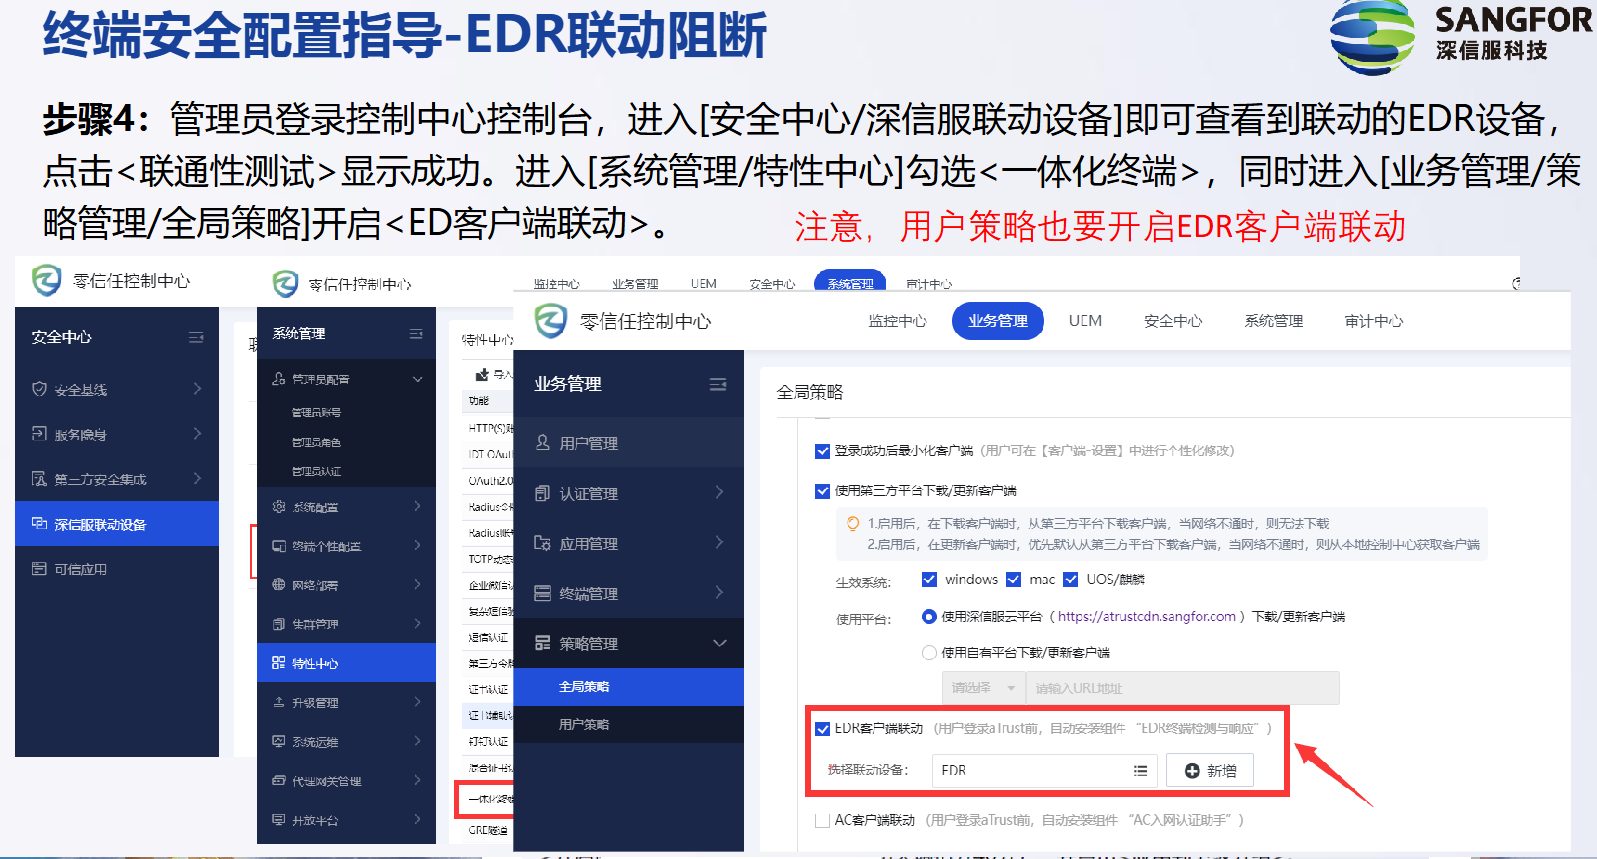 终端安全配置指导-EDR联动阻断
SANGFOR
深信服科技
步骤4：管理员登录控制中心控制台，进入[安全中心/深信服联动设备]即可查看到联动的EDR设备，
点击<联通性测试>显示成功。进入[系统管理/特性中心]勾选<一体化终端>，同时进入[业务管理/策
略管理/全局策略]开启<ED客户端联动>。
注意，用户策略也要开启EDR客户端联动
零信任控制中心
安全中心
安全基线
服务隐身
第三方安全集成
深信服联动设备
可信应用
零信任控制中心
监控中心
业务管理
UEM
安全中心
系统管理
审计中心
系统管理
管理员配置
管理员账号
管理员角色
管理员认证
系统配置
终端个性配置
网络部署
集群管理
特性中心
升级管理
系统运维
代理网关管理
开放平台
特性中心
导入
功能
HTTP(S)
OAuth2.0
Radius
Radius
TOTP动态
企业微信
短信认证
第三方令牌
证书认证
证书辅助
钉钉认证
混合证书
一体化终端
GRE隧道
零信任控制中心
监控中心
业务管理
UEM
安全中心
系统管理
审计中心
业务管理
用户管理
认证管理
应用管理
终端管理
策略管理
全局策略
用户策略
全局策略
登录成功后最小化客户端（用户可在【客户端-设置】中进行个性化修改）
使用第三方平台下载/更新客户端
1.启用后，在下载客户端时，从第三方平台下载客户端，当网络不通时，则无法下载
2.启用后，在更新客户端时，优先默认从第三方平台下载客户端，当网络不通时，则从本地控制中心获取客户端
生效系统： windows mac UOS/麒麟
使用平台： 使用深信服云平台（https://atrustcdn.sangfor.com）下载/更新客户端
使用自有平台下载/更新客户端
请选择 请输入URL地址
EDR客户端联动（用户登录aTrust前，自动安装组件 “EDR终端检测与响应”）
选择联动设备： EDR 新增
AC客户端联动（用户登录aTrust前，自动安装组件 “AC入网认证助手”）